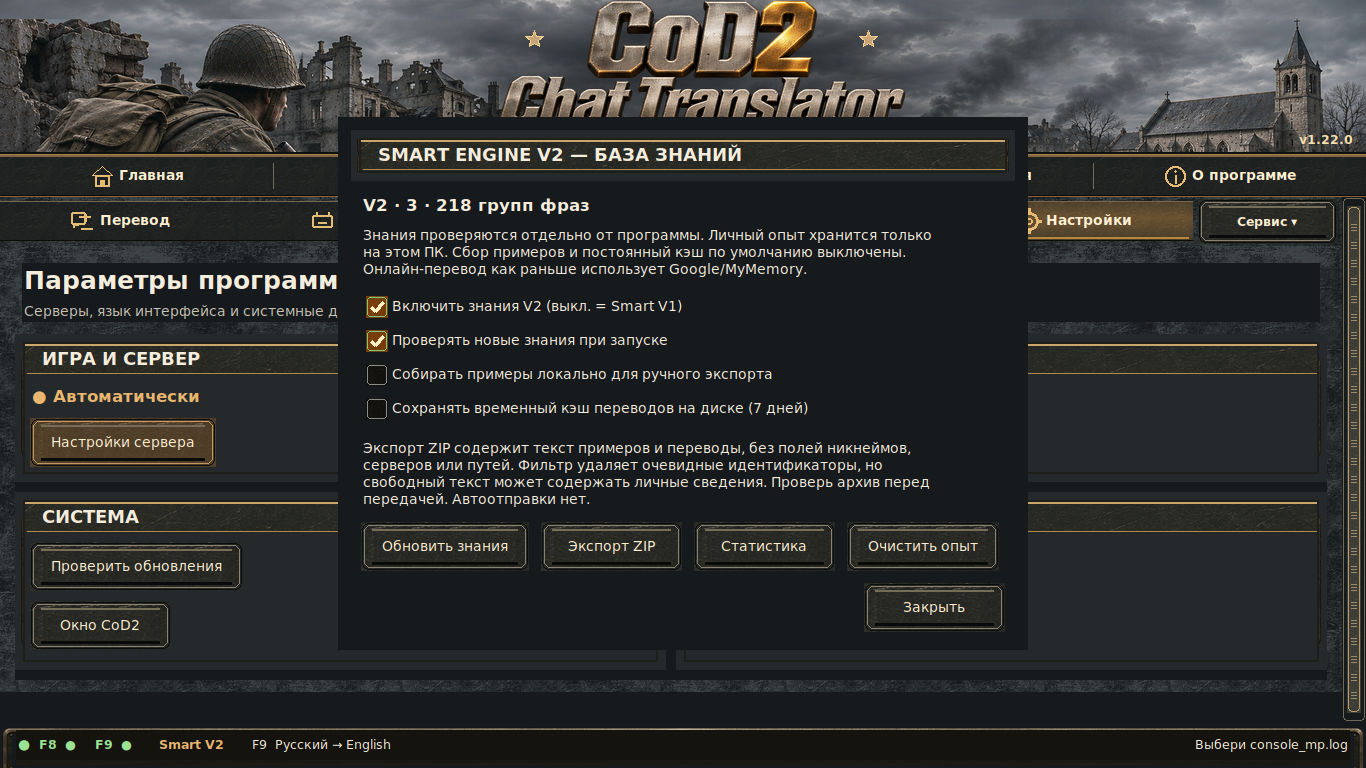 CoD2
Chat Translator
v1.22.0
Главная
О программе
Перевод
Настройки
Сервис ▾
Параметры програм
Серверы, язык интерфейса и системные
ИГРА И СЕРВЕР
Автоматически
Настройки сервера
СИСТЕМА
Проверить обновления
Окно CoD2
SMART ENGINE V2 — БАЗА ЗНАНИЙ
V2 · 3 · 218 групп фраз
Знания проверяются отдельно от программы. Личный опыт хранится только
на этом ПК. Сбор примеров и постоянный кэш по умолчанию выключены.
Онлайн-перевод как раньше использует Google/MyMemory.
Включить знания V2 (выкл. = Smart V1)
Проверять новые знания при запуске
Собирать примеры локально для ручного экспорта
Сохранять временный кэш переводов на диске (7 дней)
Экспорт ZIP содержит текст примеров и переводы, без полей никнеймов,
серверов или путей. Фильтр удаляет очевидные идентификаторы, но
свободный текст может содержать личные сведения. Проверь архив перед
передачей. Автоотправки нет.
Обновить знания
Экспорт ZIP
Статистика
Очистить опыт
Закрыть
F8
F9
Smart V2
F9 Русский → English
Выбери console_mp.log